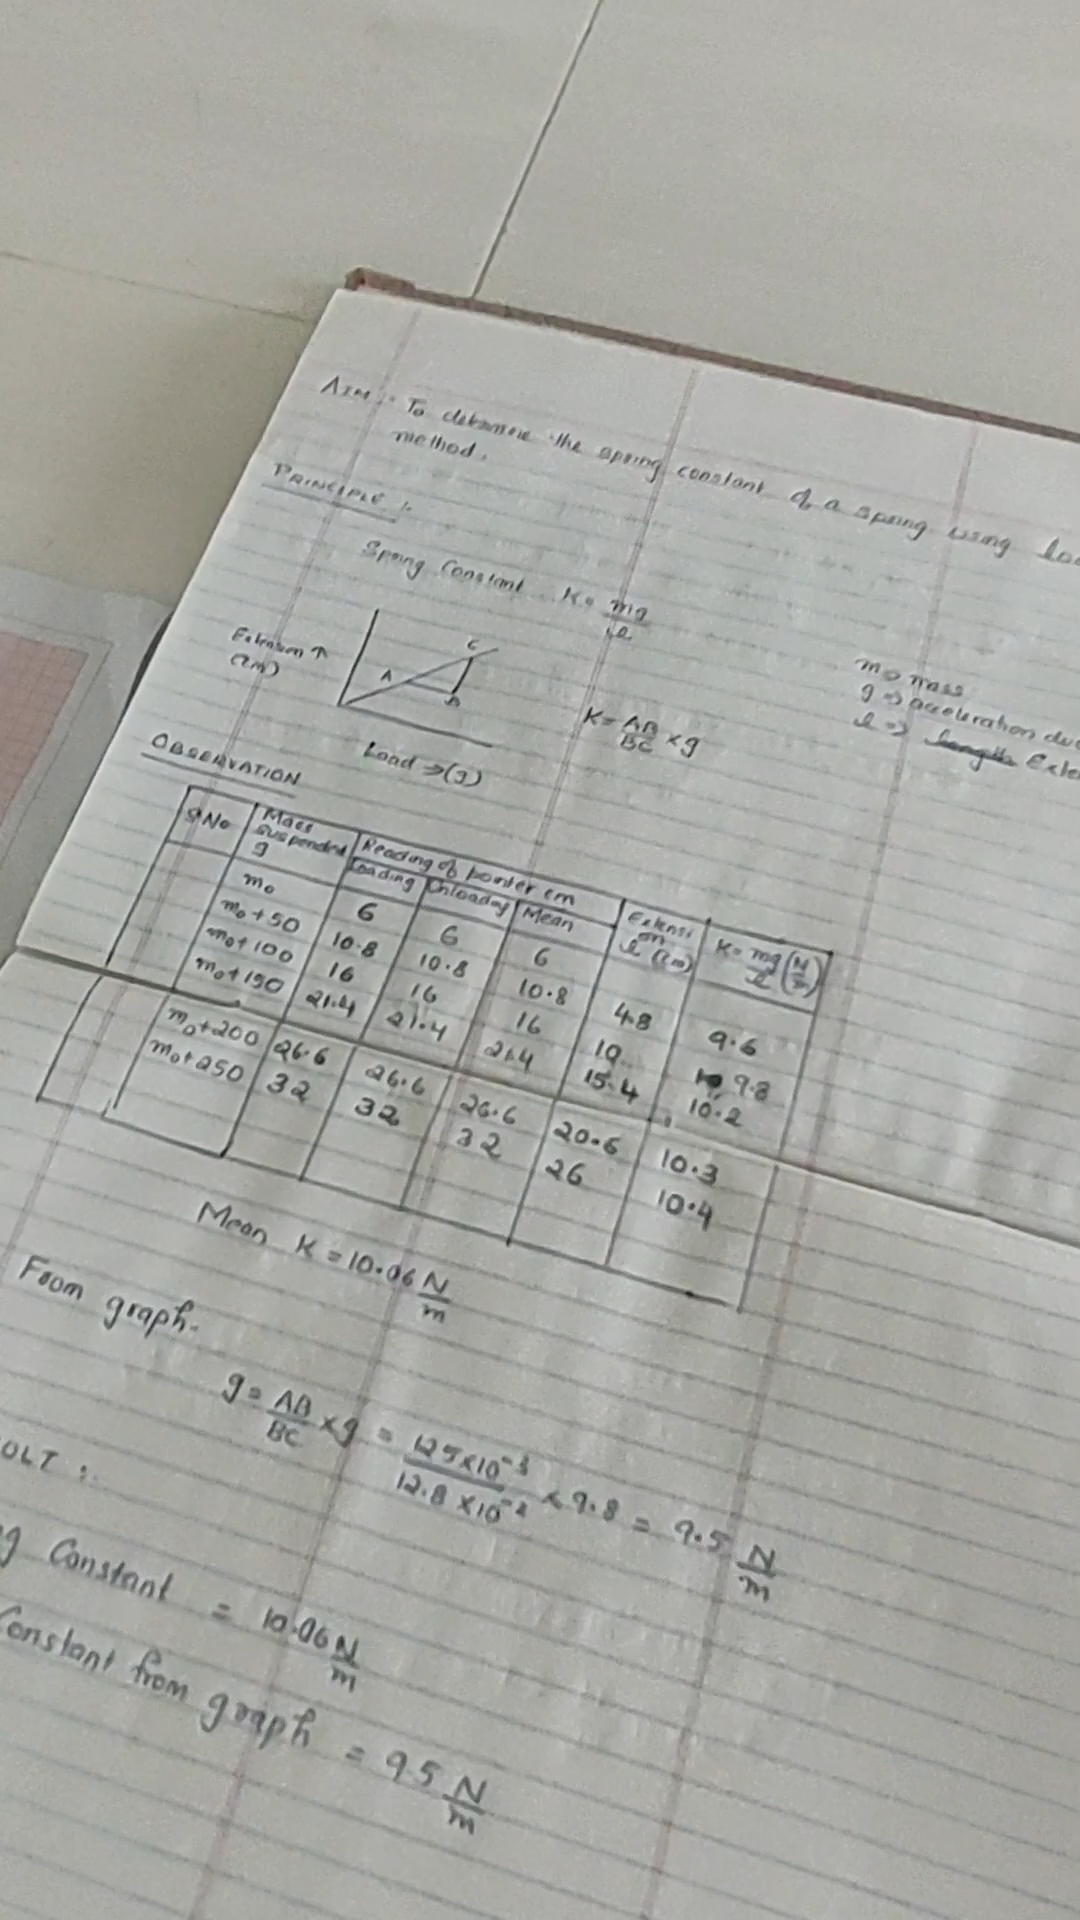 AIM:- To determine the spring constant of a spring using
method.
PRINCIPLE :-
Spring Constant K = mg
l
Extension ↑
(cm)
A
C
B
Load → (g)
K = AB/BC × g
m → mass
g → acceleration
l → length
OBSERVATION
S.No | Mass suspended g | Reading of pointer cm | Extension l (cm) | K = mg/l (N/m)
Loading | Unloading | Mean
m₀ | 6 | 6 | 6
m₀+50 | 10.8 | 10.8 | 10.8 | 4.8 | 9.6
m₀+100 | 16 | 16 | 16 | 10 | 9.8
m₀+150 | 21.4 | 21.4 | 21.4 | 15.4 | 10.2
m₀+200 | 26.6 | 26.6 | 26.6 | 20.6 | 10.3
m₀+250 | 32 | 32 | 32 | 26 | 10.4
Mean K = 10.06 N/m
From graph.
g = AB/BC × g = 125×10⁻³/12.8×10⁻² × 9.8 = 9.5 N/m
ULT :-
g Constant = 10.06 N/m
Constant from graph = 9.5 N/m